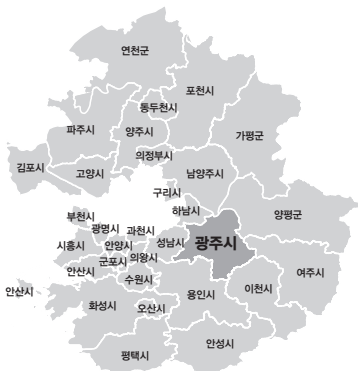 연천군
포천시
동두천시
파주시
양주시
가평군
의정부시
김포시
고양시
남양주시
구리시
하남시
양평군
부천시
광명시
과천시
시흥시
안양시
성남시
광주시
군포시
의왕시
안산시
수원시
여주시
이천시
안산시
용인시
화성시
오산시
안성시
평택시